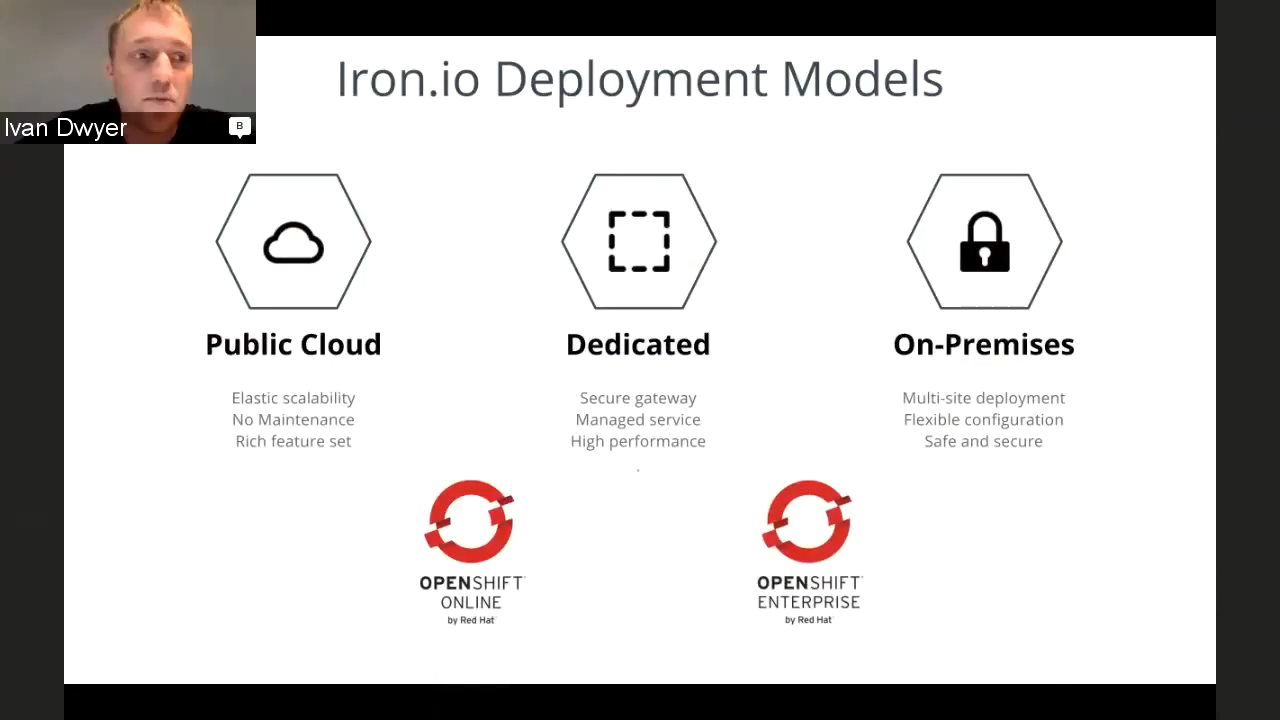 Iron.io Deployment Models
Ivan Dwyer
B
Public Cloud
Elastic scalability
No Maintenance
Rich feature set
Dedicated
Secure gateway
Managed service
High performance
.
On-Premises
Multi-site deployment
Flexible configuration
Safe and secure
OPENSHIFT
ONLINE
by Red Hat
OPENSHIFT
ENTERPRISE
by Red Hat